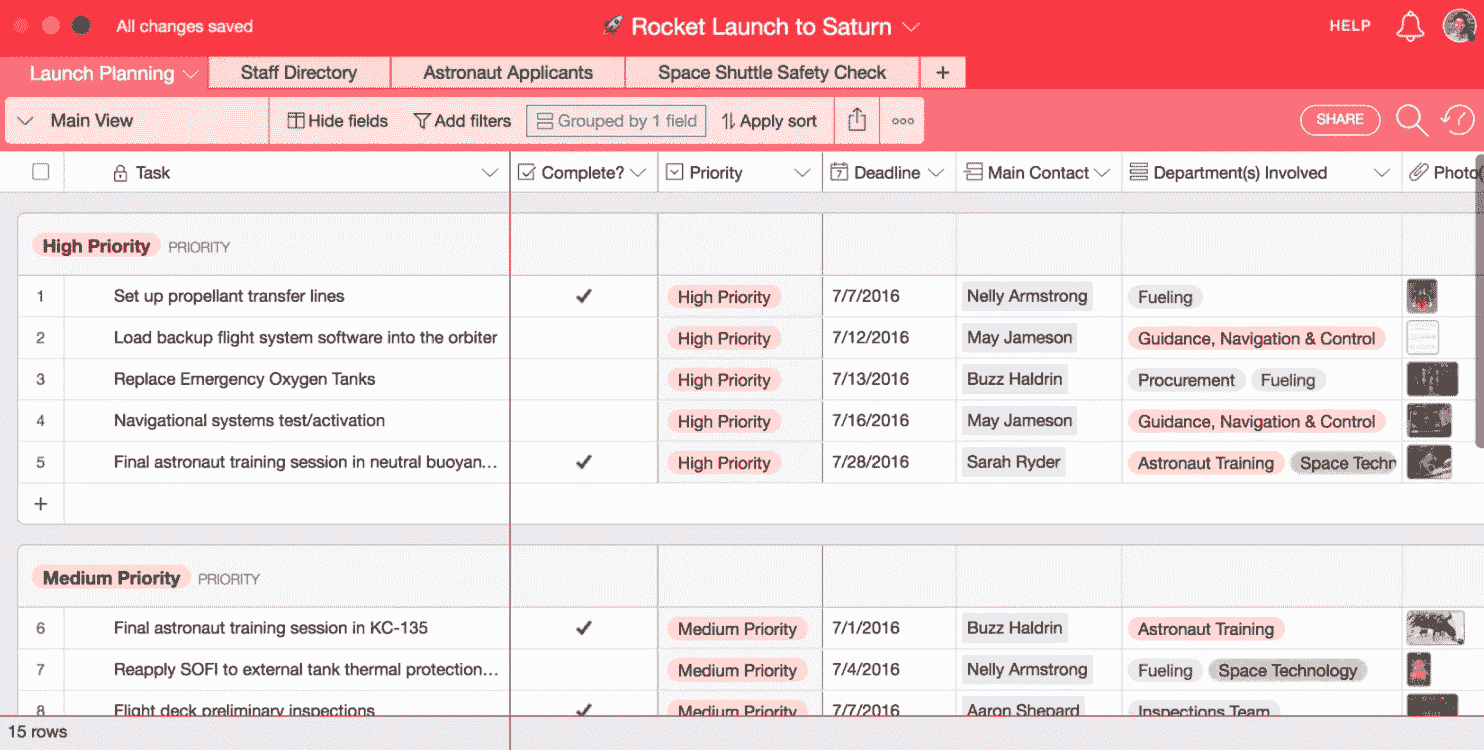 All changes saved 🚀 Rocket Launch to Saturn HELP
Launch Planning Staff Directory Astronaut Applicants Space Shuttle Safety Check +
Main View Hide fields Add filters Grouped by 1 field Apply sort SHARE
Task Complete? Priority Deadline Main Contact Department(s) Involved Photo(
High Priority PRIORITY
1 Set up propellant transfer lines ✔ High Priority 7/7/2016 Nelly Armstrong Fueling
2 Load backup flight system software into the orbiter High Priority 7/12/2016 May Jameson Guidance, Navigation & Control
3 Replace Emergency Oxygen Tanks High Priority 7/13/2016 Buzz Haldrin Procurement Fueling
4 Navigational systems test/activation High Priority 7/16/2016 May Jameson Guidance, Navigation & Control
5 Final astronaut training session in neutral buoyan... ✔ High Priority 7/28/2016 Sarah Ryder Astronaut Training Space Techn
+
Medium Priority PRIORITY
6 Final astronaut training session in KC-135 ✔ Medium Priority 7/1/2016 Buzz Haldrin Astronaut Training
7 Reapply SOFI to external tank thermal protection... Medium Priority 7/4/2016 Nelly Armstrong Fueling Space Technology
8 Flight deck preliminary inspections ✔ Medium Priority 7/7/2016 Aaron Shepard Inspections Team
15 rows